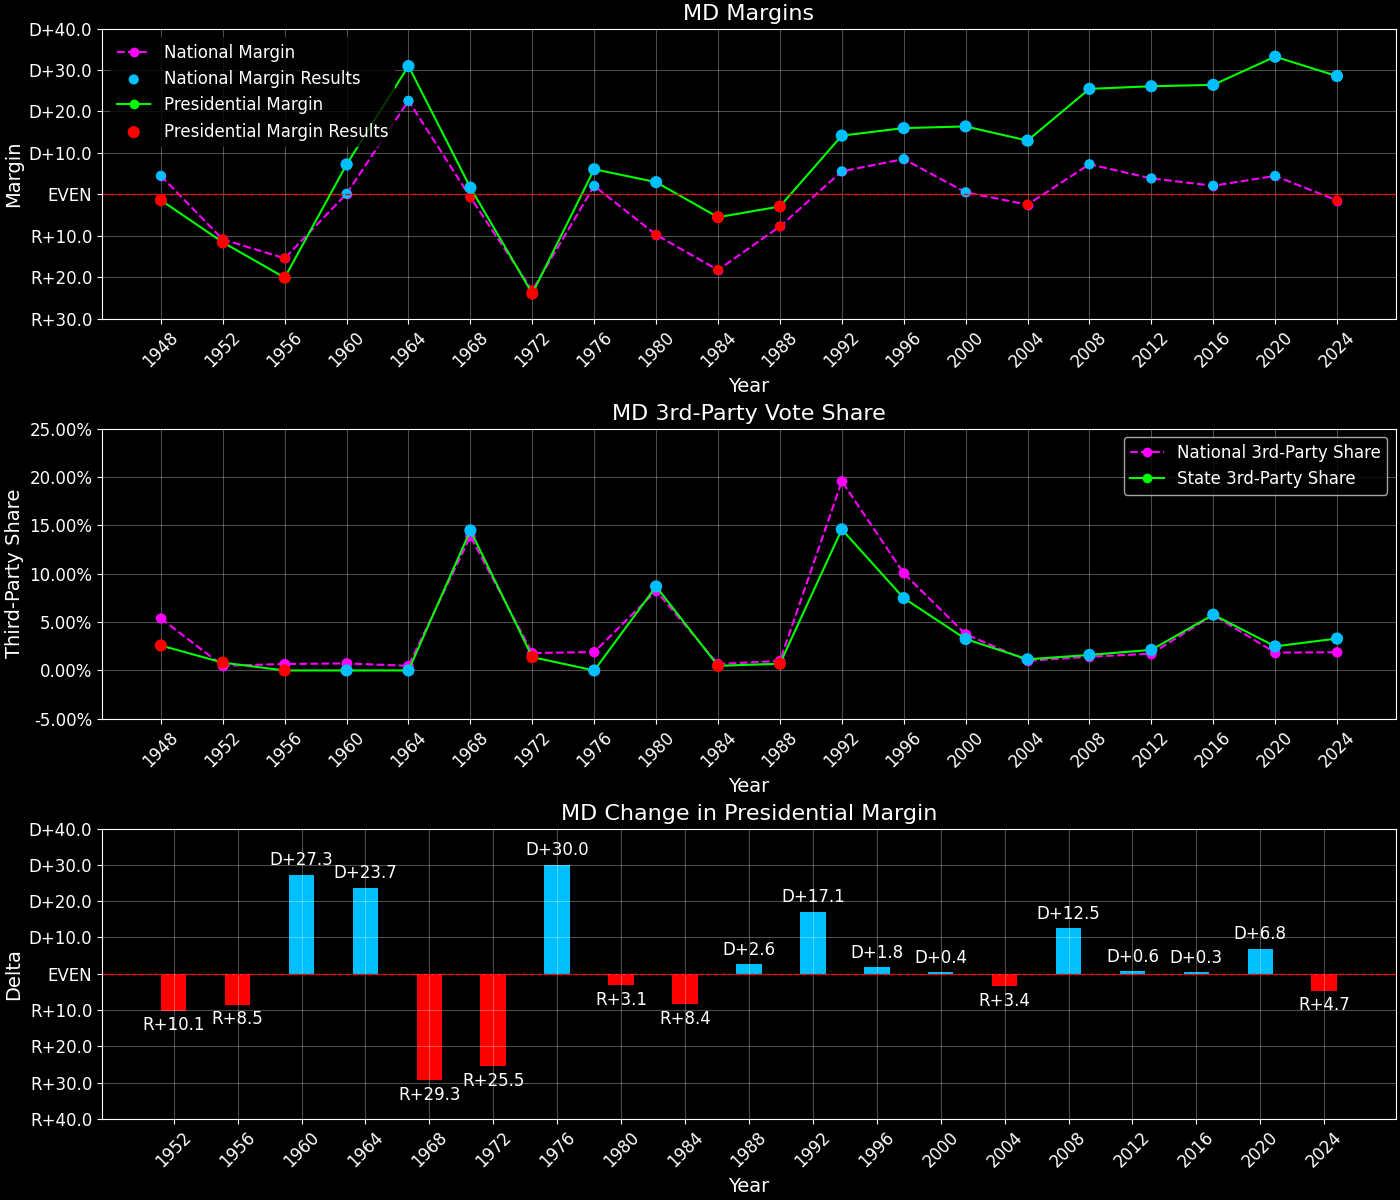 MD Margins
D+40.0
D+30.0
D+20.0
D+10.0
EVEN
R+10.0
R+20.0
R+30.0
Margin
National Margin
National Margin Results
Presidential Margin
Presidential Margin Results
1948 1952 1956 1960 1964 1968 1972 1976 1980 1984 1988 1992 1996 2000 2004 2008 2012 2016 2020 2024
Year
MD 3rd-Party Vote Share
25.00%
20.00%
15.00%
10.00%
5.00%
0.00%
-5.00%
Third-Party Share
National 3rd-Party Share
State 3rd-Party Share
1948 1952 1956 1960 1964 1968 1972 1976 1980 1984 1988 1992 1996 2000 2004 2008 2012 2016 2020 2024
Year
MD Change in Presidential Margin
D+40.0
D+30.0
D+20.0
D+10.0
EVEN
R+10.0
R+20.0
R+30.0
R+40.0
Delta
R+10.1
R+8.5
D+27.3
D+23.7
R+29.3
R+25.5
D+30.0
R+3.1
R+8.4
D+2.6
D+17.1
D+1.8
D+0.4
R+3.4
D+12.5
D+0.6
D+0.3
D+6.8
R+4.7
1952 1956 1960 1964 1968 1972 1976 1980 1984 1988 1992 1996 2000 2004 2008 2012 2016 2020 2024
Year